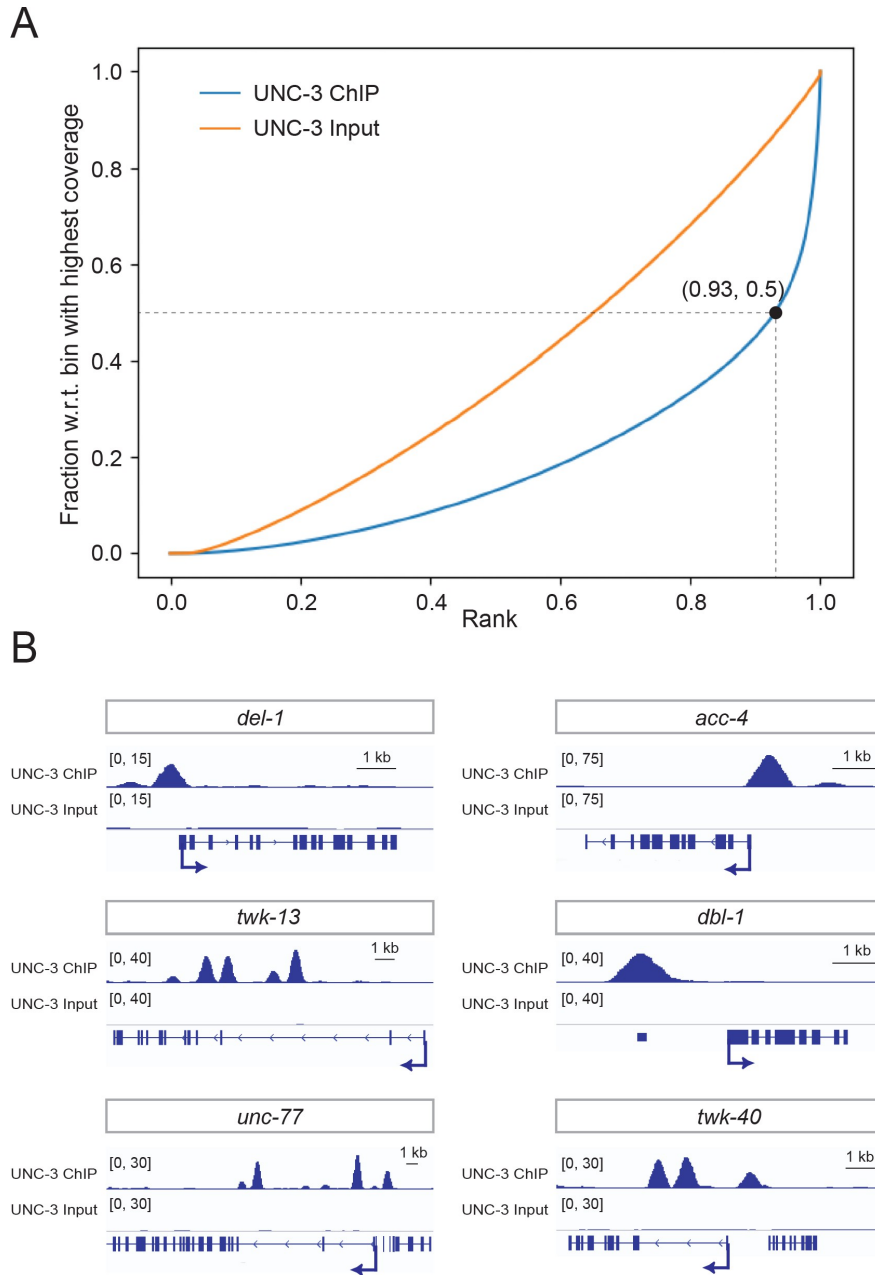 A
Fraction w.r.t. bin with highest coverage
1.0
0.8
0.6
0.4
0.2
0.0
UNC-3 ChIP
UNC-3 Input
(0.93, 0.5)
0.0 0.2 0.4 0.6 0.8 1.0
Rank
B
del-1
UNC-3 ChIP [0, 15] 1 kb
UNC-3 Input [0, 15]
acc-4
UNC-3 ChIP [0, 75] 1 kb
UNC-3 Input [0, 75]
twk-13
UNC-3 ChIP [0, 40] 1 kb
UNC-3 Input [0, 40]
dbl-1
UNC-3 ChIP [0, 40] 1 kb
UNC-3 Input [0, 40]
unc-77
UNC-3 ChIP [0, 30] 1 kb
UNC-3 Input [0, 30]
twk-40
UNC-3 ChIP [0, 30] 1 kb
UNC-3 Input [0, 30]